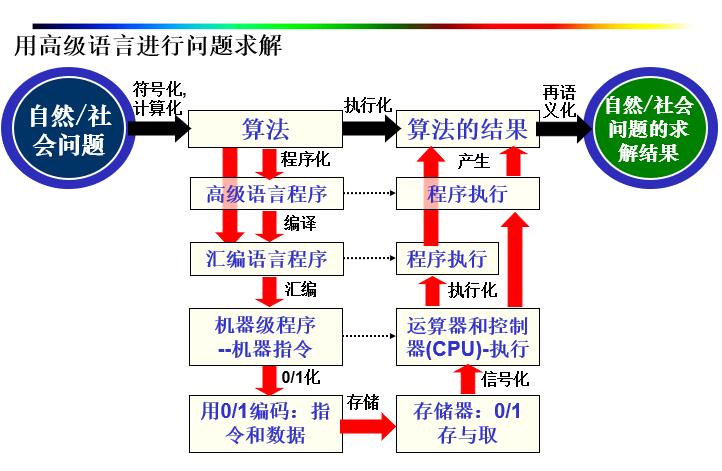 用高级语言进行问题求解
符号化,
计算化
执行化
再语
义化
自然/社
会问题
算法
算法的结果
自然/社会
问题的求
解结果
程序化
产生
高级语言程序
程序执行
编译
汇编语言程序
程序执行
汇编
执行化
机器级程序
--机器指令
运算器和控制
器(CPU)-执行
0/1化
信号化
存储
用0/1编码：指
令和数据
存储器：0/1
存与取